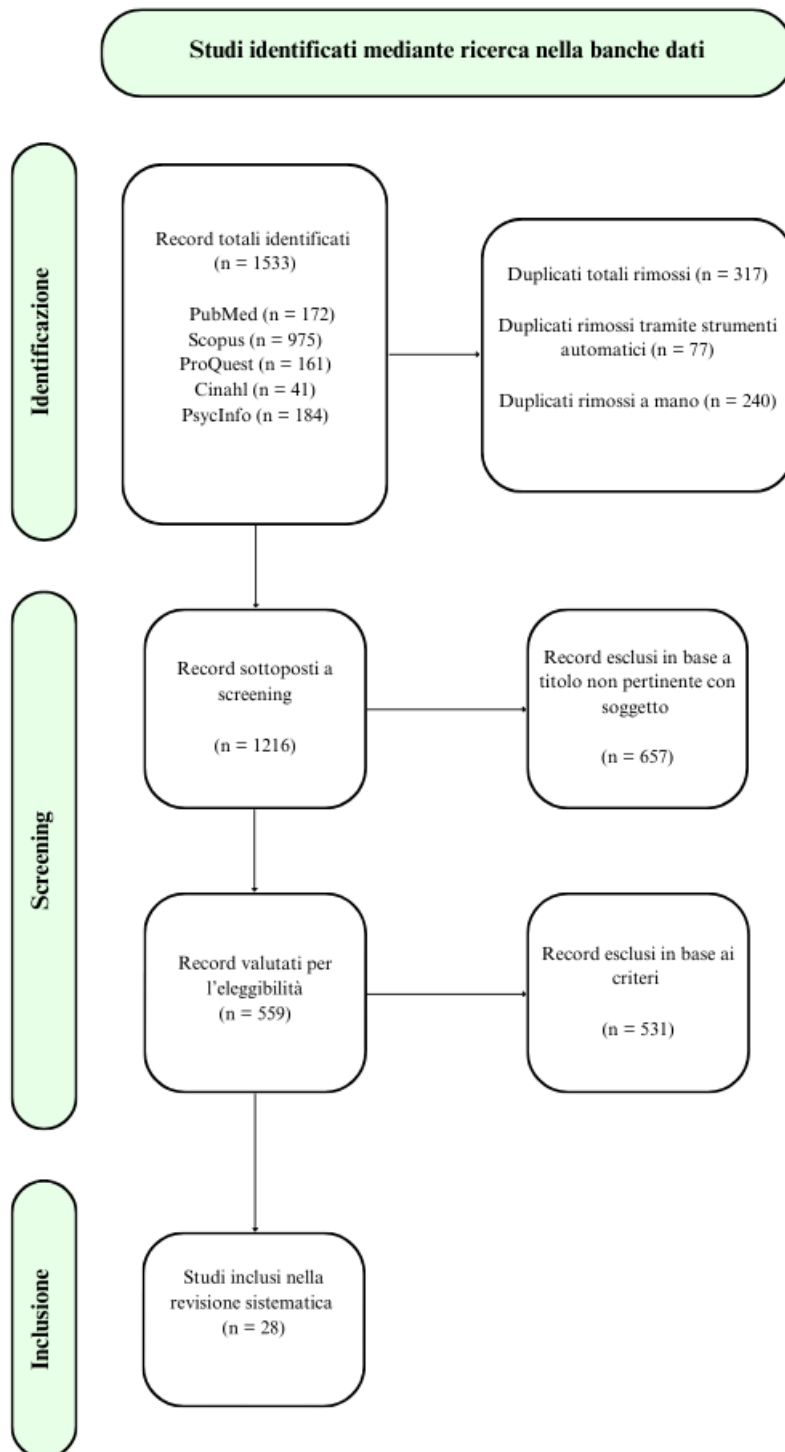 Studi identificati mediante ricerca nella banche dati
Identificazione
Record totali identificati
(n = 1533)
PubMed (n = 172)
Scopus (n = 975)
ProQuest (n = 161)
Cinahl (n = 41)
PsycInfo (n = 184)
Duplicati totali rimossi (n = 317)
Duplicati rimossi tramite strumenti
automatici (n = 77)
Duplicati rimossi a mano (n = 240)
Screening
Record sottoposti a
screening
(n = 1216)
Record esclusi in base a
titolo non pertinente con
soggetto
(n = 657)
Record valutati per
l'eleggibilità
(n = 559)
Record esclusi in base ai
criteri
(n = 531)
Inclusione
Studi inclusi nella
revisione sistematica
(n = 28)